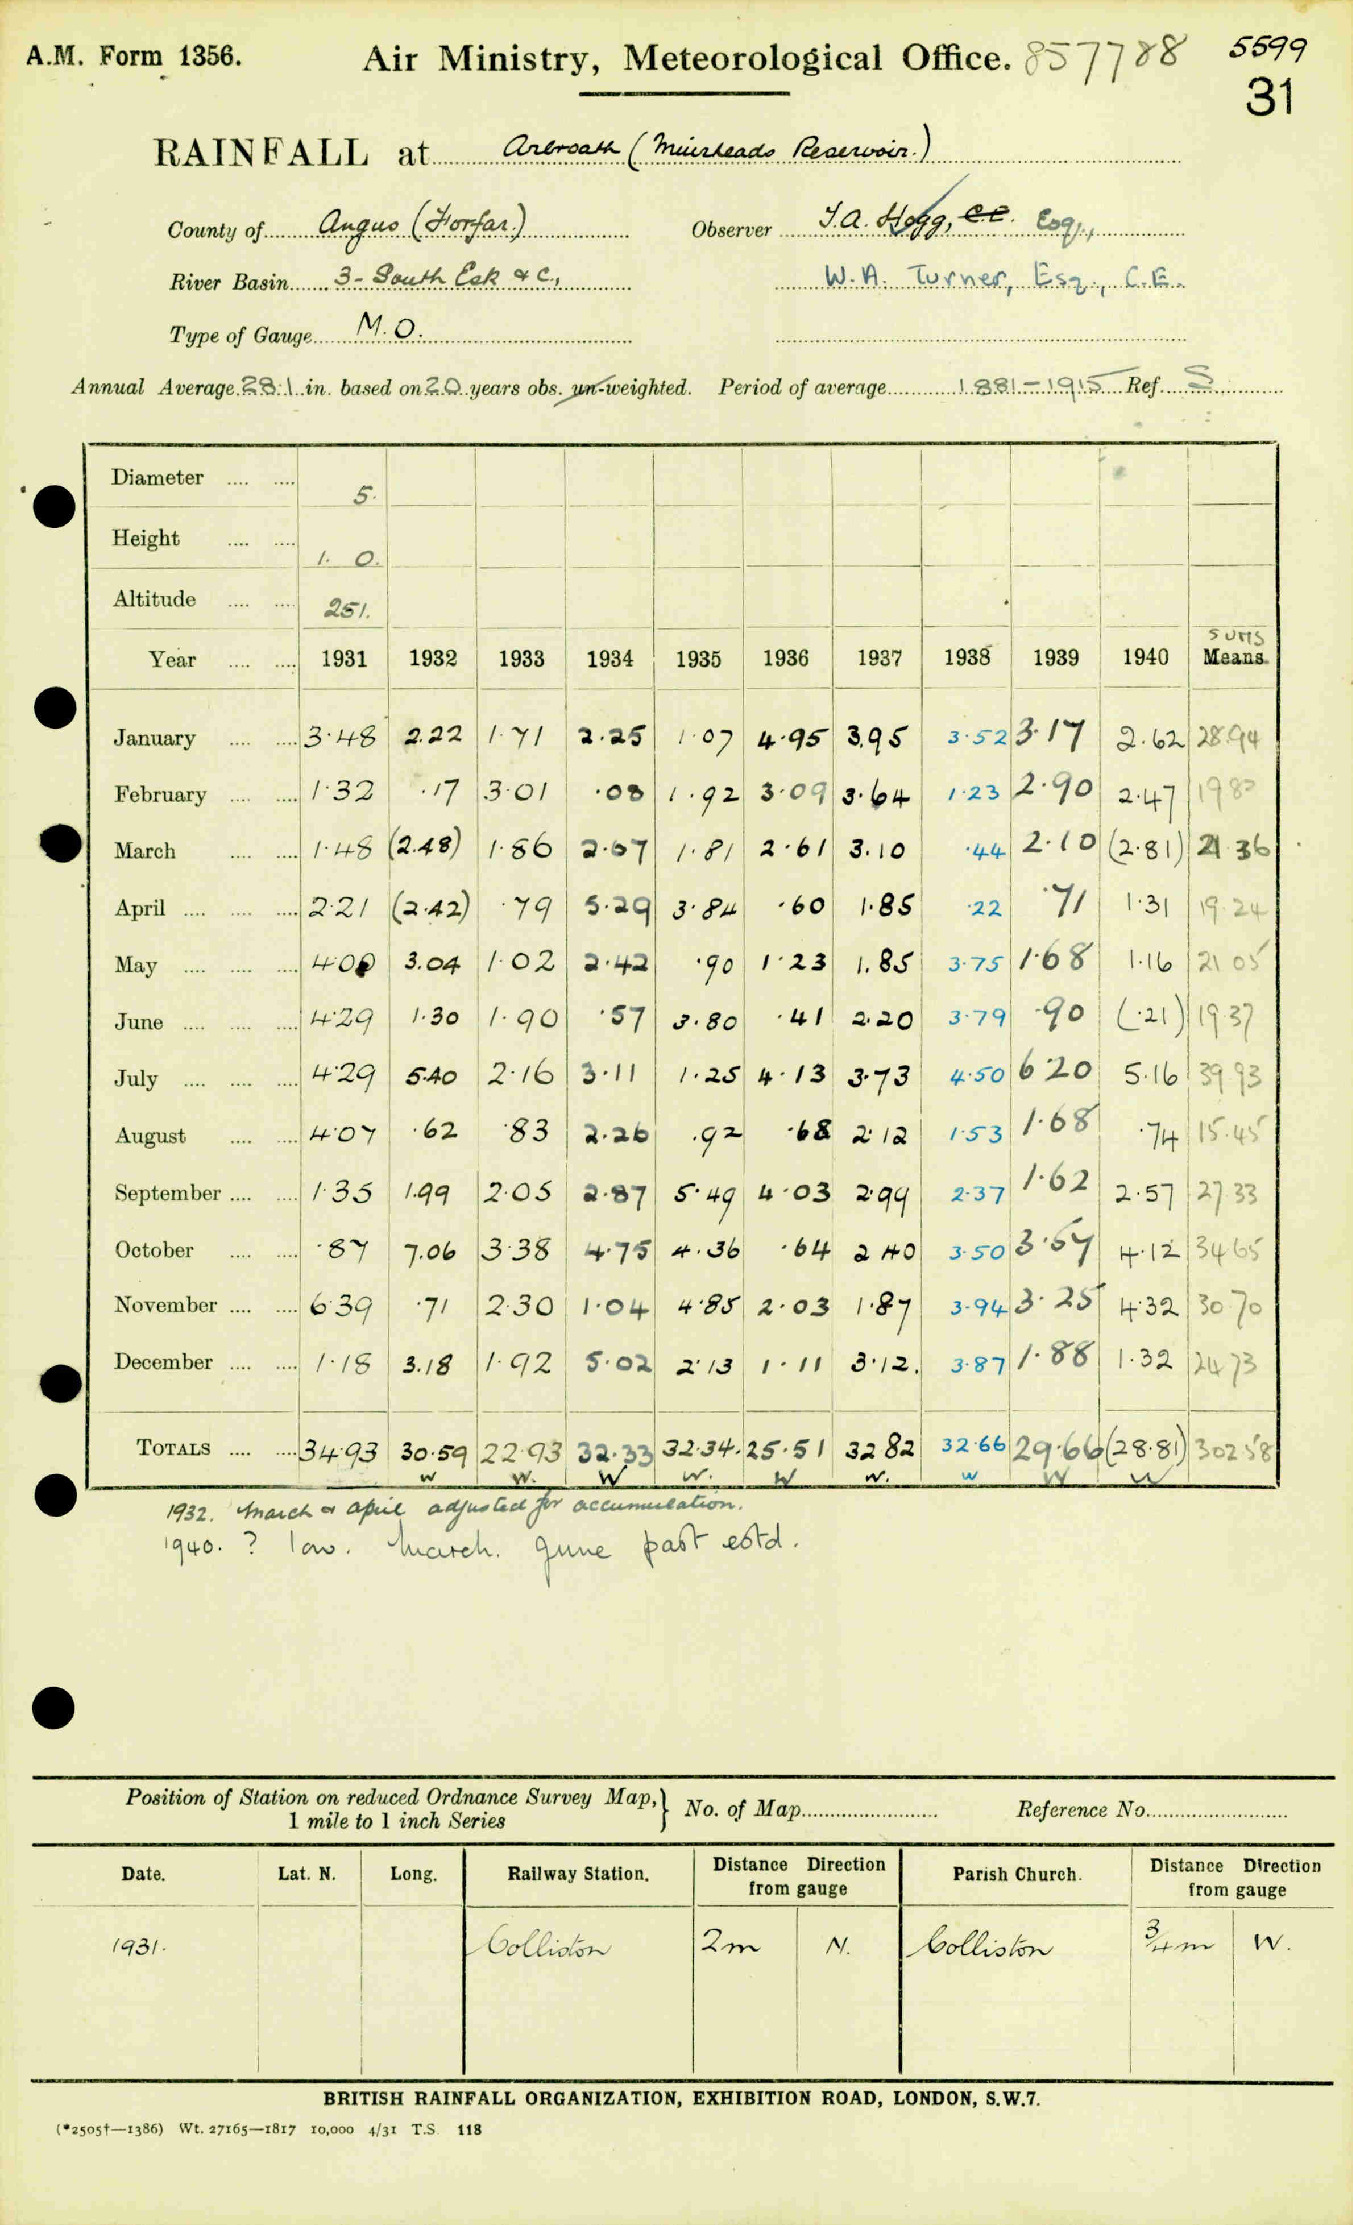 A.M. Form 1356.
Air Ministry, Meteorological Office. 857788
5599
31
RAINFALL at Arbroath (Muirheads Reservoir.)
County of Angus (Forfar.) Observer T.A. Hogg, C.E. Esq.,
River Basin 3- South Esk & C., W.A. Turner, Esq., C.E.
Type of Gauge M.O.
Annual Average 28.1 in. based on 20 years obs. un-weighted. Period of average 1881-1915 Ref. S
Diameter 5.
Height 1. 0.
Altitude 251.
SUMS
Year 1931 1932 1933 1934 1935 1936 1937 1938 1939 1940 Means
January 3.48 2.22 1.71 2.25 1.07 4.95 3.95 3.52 3.17 2.62 28.94
February 1.32 .17 3.01 .08 1.92 3.09 3.64 1.23 2.90 2.47 19.83
March 1.48 (2.48) 1.86 2.67 1.81 2.61 3.10 .44 2.10 (2.81) 21.36
April 2.21 (2.42) .79 5.29 3.84 .60 1.85 .22 .71 1.31 19.24
May 4.00 3.04 1.02 2.42 .90 1.23 1.85 3.75 1.68 1.16 21 05
June 4.29 1.30 1.90 .57 3.80 .41 2.20 3.79 .90 (.21) 19.37
July 4.29 5.40 2.16 3.11 1.25 4.13 3.73 4.50 6.20 5.16 39 93
August 4.07 .62 .83 2.26 .92 .68 2.12 1.53 1.68 .74 15.45
September 1.35 1.99 2.05 2.87 5.49 4.03 2.99 2.37 1.62 2.57 27 33
October .87 7.06 3.38 4.75 4.36 .64 2.40 3.50 3.57 4.12 34 65
November 6.39 .71 2.30 1.04 4.85 2.03 1.87 3.94 3.25 4.32 30 70
December 1.18 3.18 1.92 5.02 2.13 1.11 3.12. 3.87 1.88 1.32 24 73
TOTALS 34.93 30.59 22.93 32.33 32.34. 25.51 32 82 32.66 29.66 (28.81) 302 58
W W. W W. W W. W W W
1932. March & April adjusted for accumulation.
1940. ? low. March. June part estd.
Position of Station on reduced Ordnance Survey Map,
1 mile to 1 inch Series
No. of Map Reference No.
Date. Lat. N. Long. Railway Station. Distance Direction from gauge Parish Church. Distance Direction from gauge
1931. Colliston 2m N. Colliston 3/4m W.
BRITISH RAINFALL ORGANIZATION, EXHIBITION ROAD, LONDON, S.W.7.
(*2505†—1386) Wt. 27165—1817 10,000 4/31 T.S. 118